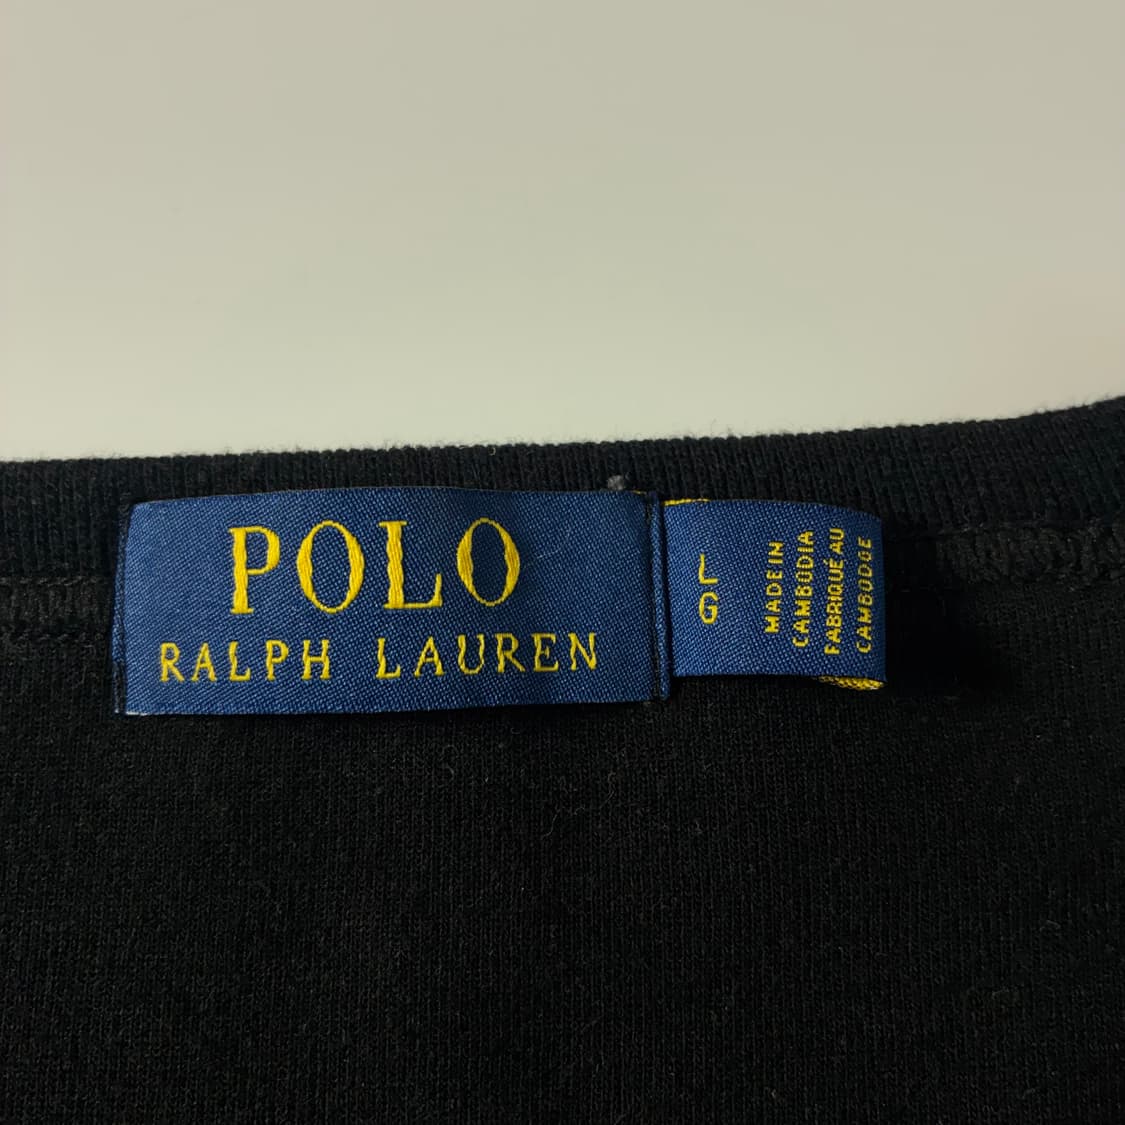 POLO
RALPH LAUREN
L
G
MADE IN
CAMBODIA
FABRIQUÉ AU
CAMBODGE